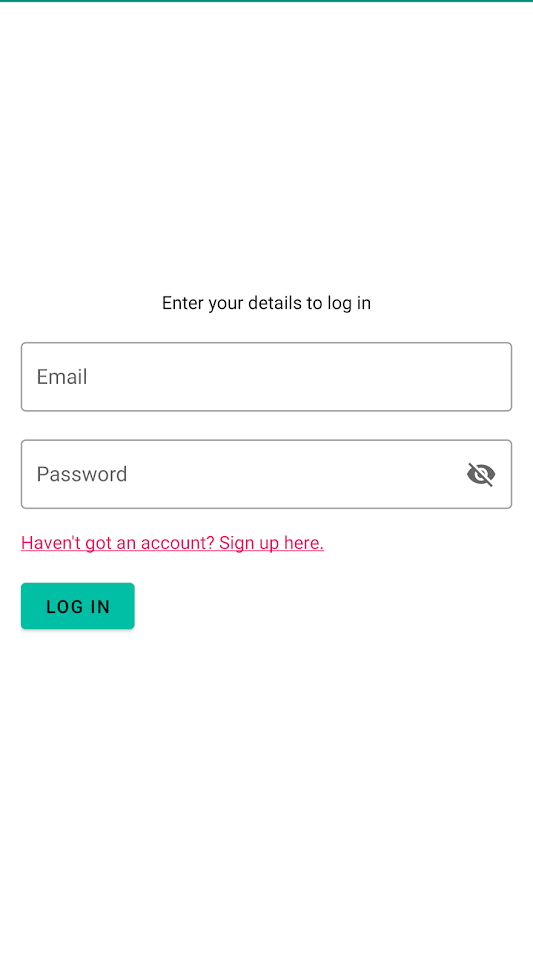 Enter your details to log in
Email
Password
Haven't got an account? Sign up here.
LOG IN